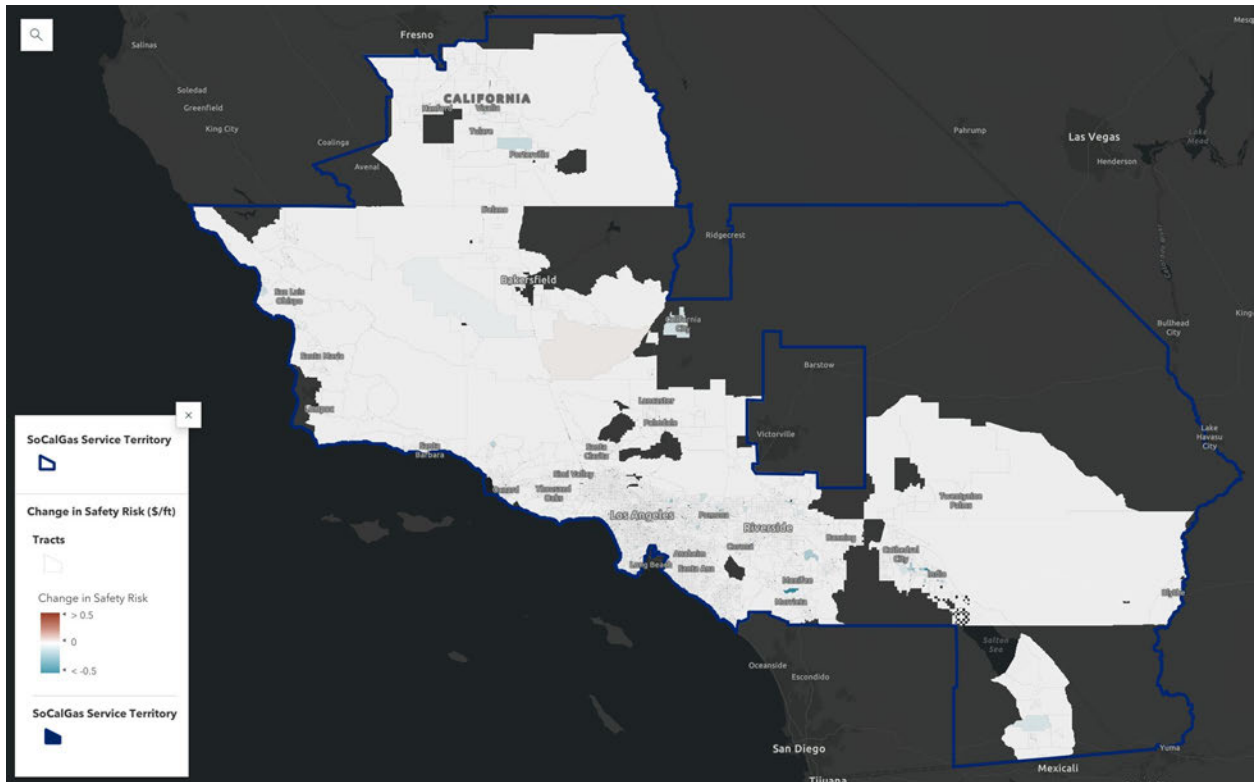 Fresno
Salinas
Soledad
Greenfield
King City
Coalinga
Avenal
CALIFORNIA
Hanford
Visalia
Tulare
Porterville
Delano
Bakersfield
Ridgecrest
California
City
Pahrump
Las Vegas
Henderson
Lake
Mead
Bullhead
City
Lake
Havasu
City
Barstow
Victorville
San Luis
Obispo
Santa Maria
Lompoc
Santa
Barbara
Lancaster
Palmdale
Santa
Clarita
Simi Valley
Thousand
Oaks
Oxnard
Los Angeles
Pomona
Riverside
Anaheim
Corona
Long Beach
Santa Ana
Banning
Menifee
Murrieta
Cathedral
City
Indio
Twentynine
Palms
Blythe
Salton
Sea
Oceanside
Escondido
San Diego
Tijuana
Mexicali
Yuma
SoCalGas Service Territory
Change in Safety Risk ($/ft)
Tracts
Change in Safety Risk
> 0.5
0
< -0.5
SoCalGas Service Territory